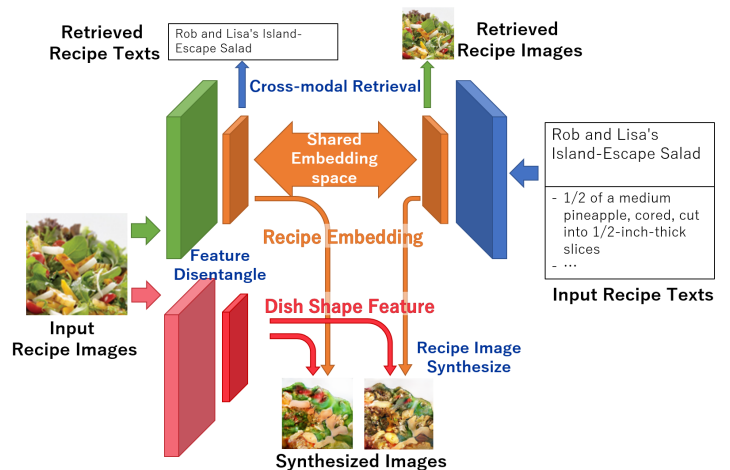 Retrieved
Recipe Texts
Rob and Lisa's Island-
Escape Salad
Retrieved
Recipe Images
Cross-modal Retrieval
Shared
Embedding
space
Rob and Lisa's
Island-Escape Salad
- 1/2 of a medium
pineapple, cored, cut
into 1/2-inch-thick
slices
- …
Input Recipe Texts
Recipe Embedding
Feature
Disentangle
Dish Shape Feature
Input
Recipe Images
Recipe Image
Synthesize
Synthesized Images